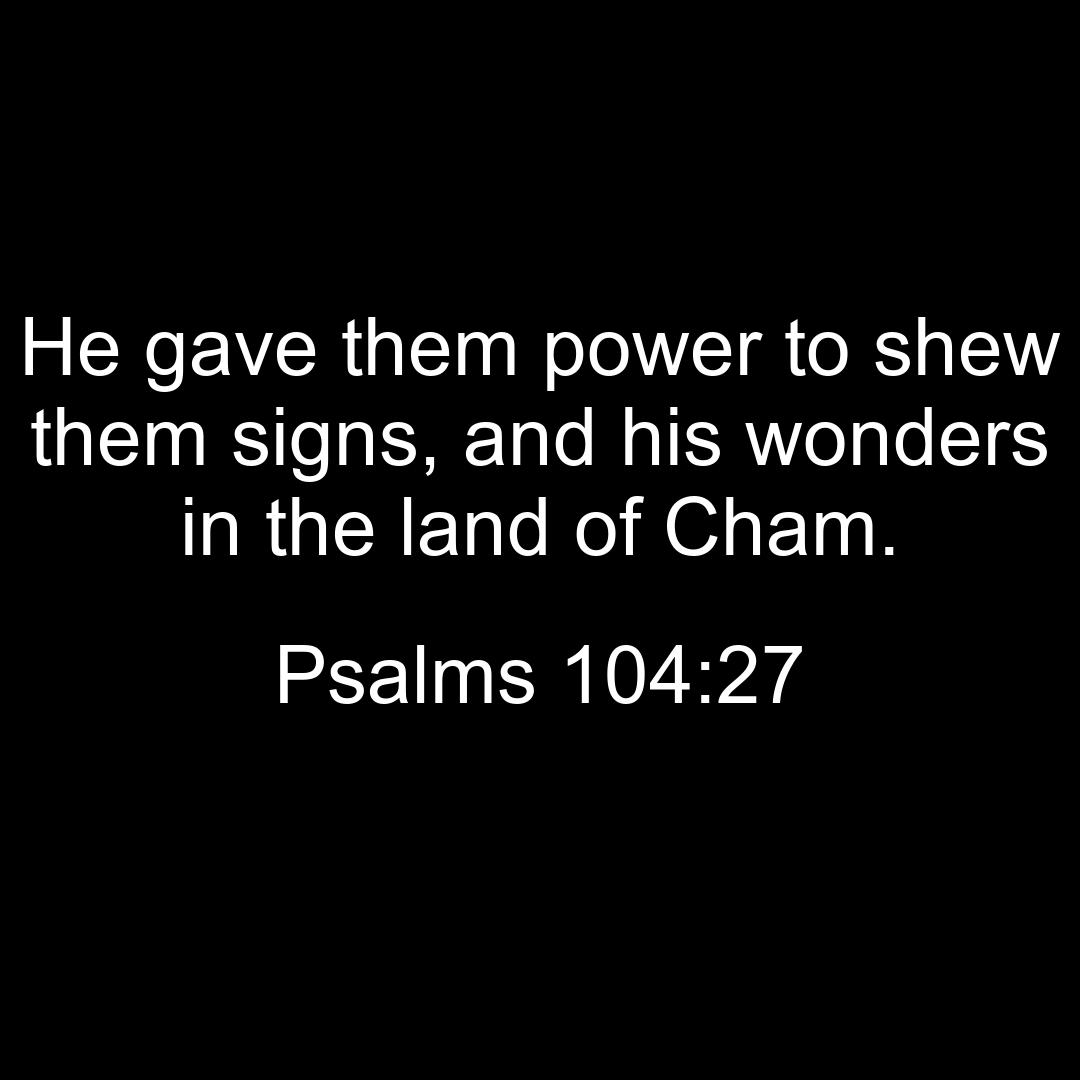 He gave them power to shew
them signs, and his wonders
in the land of Cham.
Psalms 104:27